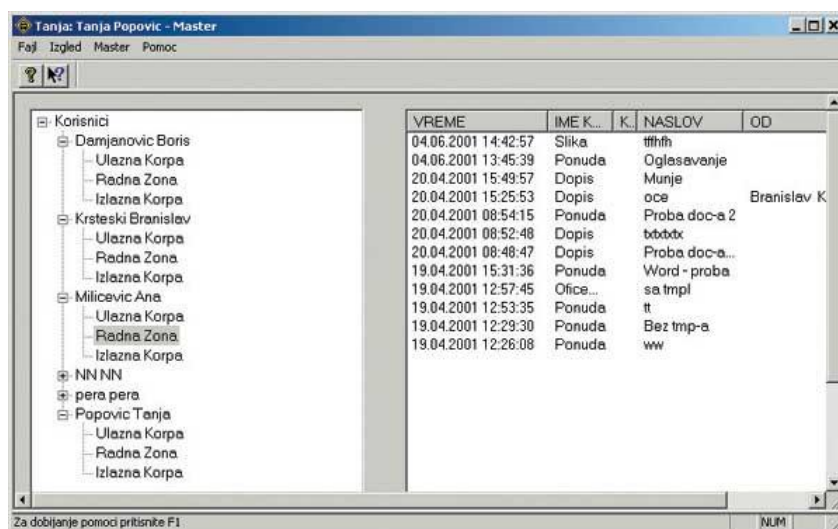 Tanja: Tanja Popovic - Master
Fajl Izgled Master Pomoc
Korisnici
Damjanovic Boris
Ulazna Korpa
Radna Zona
Izlazna Korpa
Krsteski Branislav
Ulazna Korpa
Radna Zona
Izlazna Korpa
Milicevic Ana
Ulazna Korpa
Radna Zona
Izlazna Korpa
NN NN
pera pera
Popovic Tanja
Ulazna Korpa
Radna Zona
Izlazna Korpa
VREME IME K... K.. NASLOV OD
04.06.2001 14:42:57 Slika
04.06.2001 13:45:39 Ponuda Oglasavanje
20.04.2001 15:49:57 Dopis Munje
20.04.2001 15:25:53 Dopis oce Branislav K
20.04.2001 08:54:15 Ponuda Proba doc-a 2
20.04.2001 08:52:48 Dopis txtxtxtx
20.04.2001 08:48:47 Dopis Proba doc-a...
19.04.2001 15:31:36 Ponuda Word - proba
19.04.2001 12:57:45 Ofice... sa tmpl
19.04.2001 12:53:35 Ponuda tt
19.04.2001 12:29:30 Ponuda Bez tmp-a
19.04.2001 12:26:08 Ponuda ww
Za dobijanje pomoci pritisnite F1
NUM